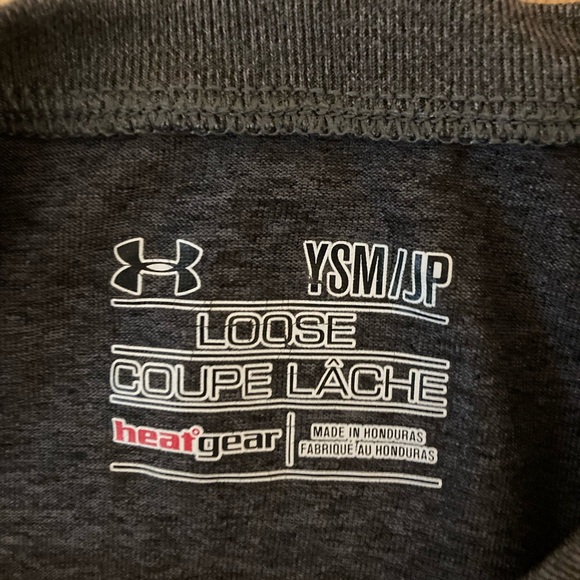 YSM/JP
LOOSE
COUPE LÂCHE
heatgear
MADE IN HONDURAS
FABRIQUÉ AU HONDURAS